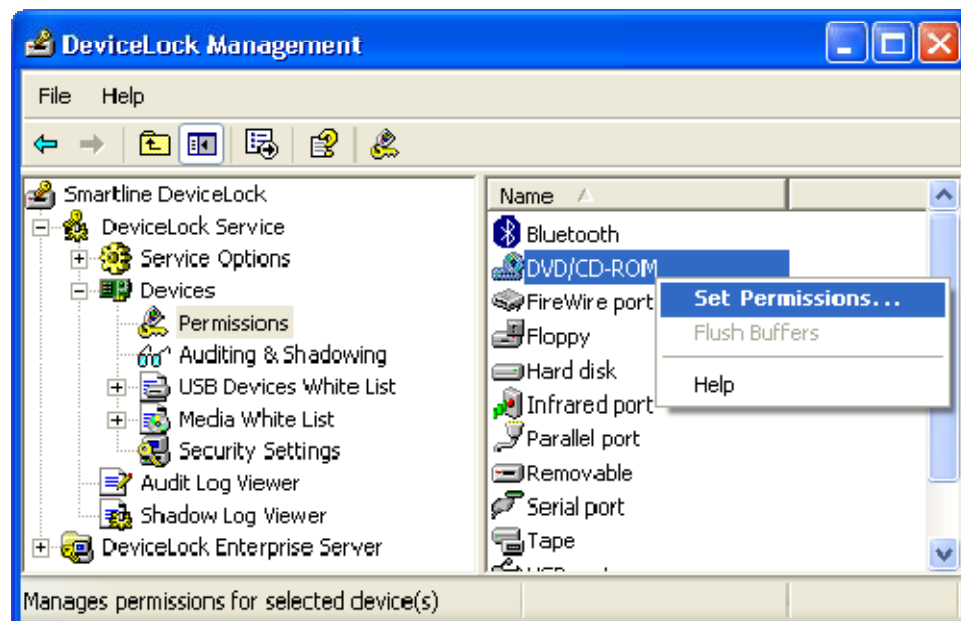 DeviceLock Management
File Help
Smartline DeviceLock
DeviceLock Service
Service Options
Devices
Permissions
Auditing & Shadowing
USB Devices White List
Media White List
Security Settings
Audit Log Viewer
Shadow Log Viewer
DeviceLock Enterprise Server
Name
Bluetooth
DVD/CD-ROM
FireWire port
Floppy
Hard disk
Infrared port
Parallel port
Removable
Serial port
Tape
Set Permissions...
Flush Buffers
Help
Manages permissions for selected device(s)